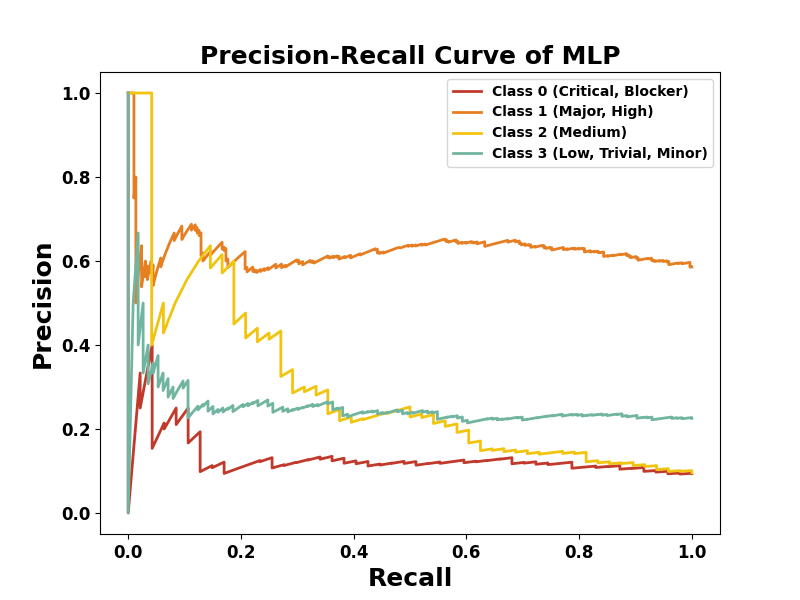 Precision-Recall Curve of MLP
Class 0 (Critical, Blocker)
Class 1 (Major, High)
Class 2 (Medium)
Class 3 (Low, Trivial, Minor)
Precision
1.0
0.8
0.6
0.4
0.2
0.0
0.0 0.2 0.4 0.6 0.8 1.0
Recall